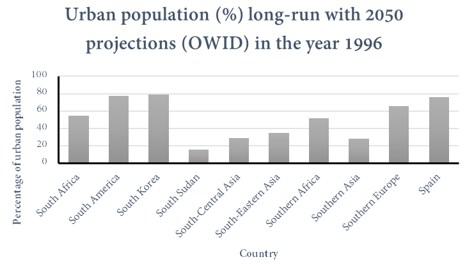 Urban population (%) long-run with 2050
projections (OWID) in the year 1996
Percentage of urban population
100
80
60
40
20
0
South Africa
South America
South Korea
South Sudan
South-Central Asia
South-Eastern Asia
Southern Africa
Southern Asia
Southern Europe
Spain
Country